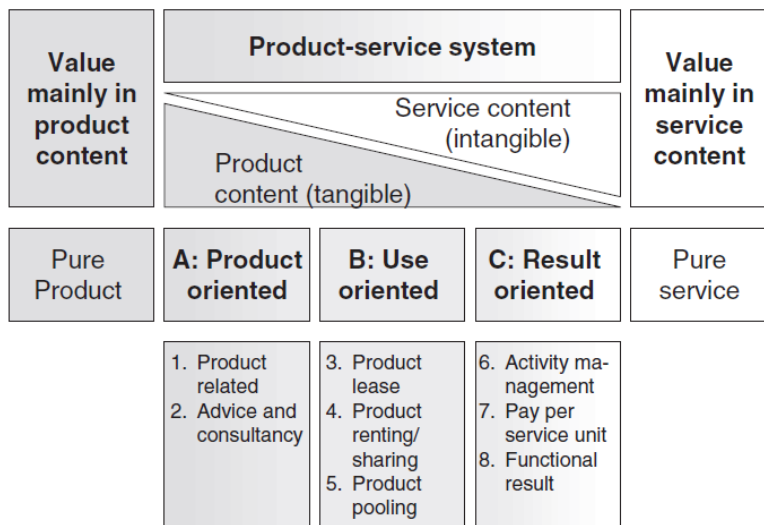 Value
mainly in
product
content
Product-service system
Service content
(intangible)
Product
content (tangible)
Value
mainly in
service
content
Pure
Product
A: Product
oriented
B: Use
oriented
C: Result
oriented
Pure
service
1. Product
related
2. Advice and
consultancy
3. Product
lease
4. Product
renting/
sharing
5. Product
pooling
6. Activity ma-
nagement
7. Pay per
service unit
8. Functional
result